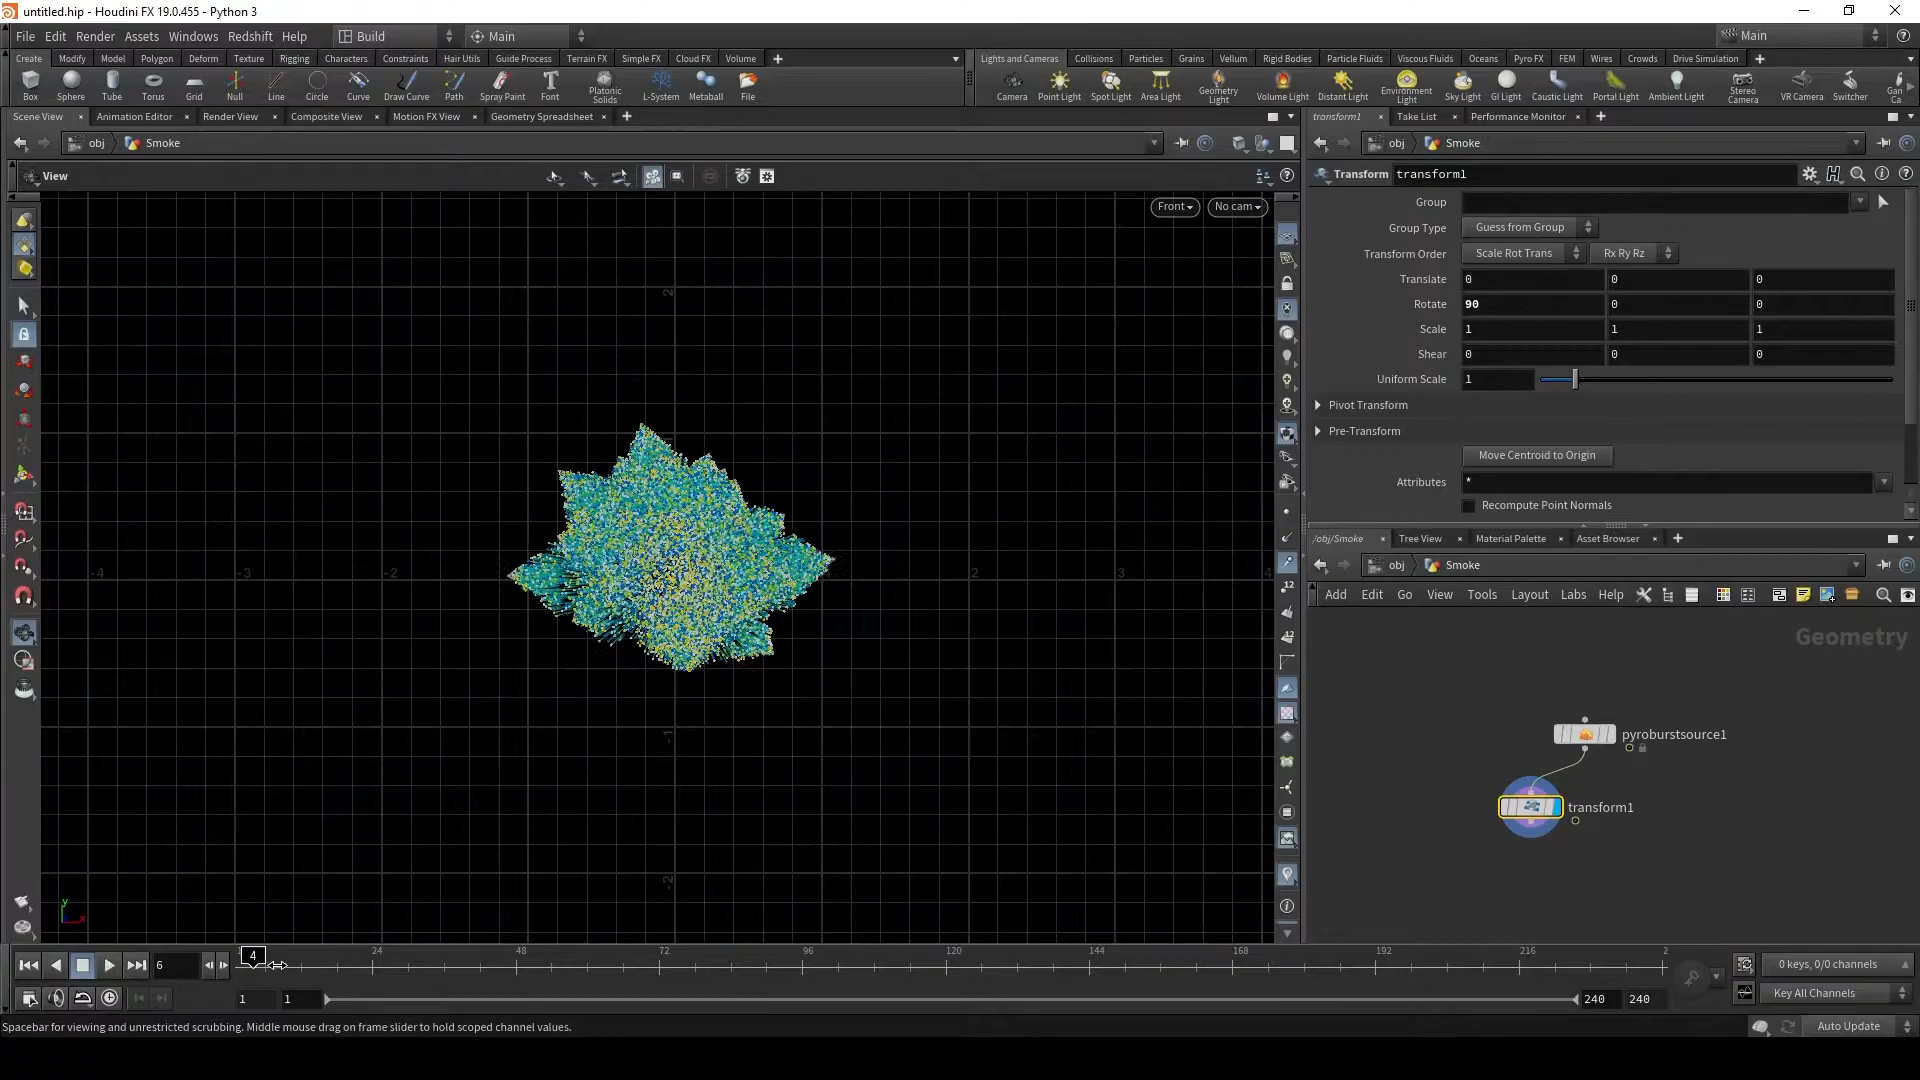 untitled.hip - Houdini FX 19.0.455 - Python 3
File Edit Render Assets Windows Redshift Help Build Main Main
Create Modify Model Polygon Deform Texture Rigging Characters Constraints Hair Utils Guide Process Terrain FX Simple FX Cloud FX Volume
Lights and Cameras Collisions Particles Grains Vellum Rigid Bodies Particle Fluids Viscous Fluids Oceans Pyro FX FEM Wires Crowds Drive Simulation
Box Sphere Tube Torus Grid Null Line Circle Curve Draw Curve Path Spray Paint Font Platonic Solids L-System Metaball File
Camera Point Light Spot Light Area Light Geometry Light Volume Light Distant Light Environment Light Sky Light GI Light Caustic Light Portal Light Ambient Light Stereo Camera VR Camera Switcher
Scene View Animation Editor Render View Composite View Motion FX View Geometry Spreadsheet
transform1 Take List Performance Monitor
obj Smoke
obj Smoke
View
Transform transform1
Front No cam
Group
Group Type Guess from Group
Transform Order Scale Rot Trans Rx Ry Rz
Translate 0 0 0
Rotate 90 0 0
Scale 1 1 1
Shear 0 0 0
Uniform Scale 1
Pivot Transform
Pre-Transform
Move Centroid to Origin
Attributes *
Recompute Point Normals
/obj/Smoke Tree View Material Palette Asset Browser
obj Smoke
Add Edit Go View Tools Layout Labs Help
Geometry
pyroburstsource1
transform1
2
-4 -3 -2 2 3 4
-1
-2
12
12
y
x
6 4 24 48 72 96 120 144 168 192 216 2
0 keys, 0/0 channels
1 1 240 240
Key All Channels
Spacebar for viewing and unrestricted scrubbing. Middle mouse drag on frame slider to hold scoped channel values.
Auto Update